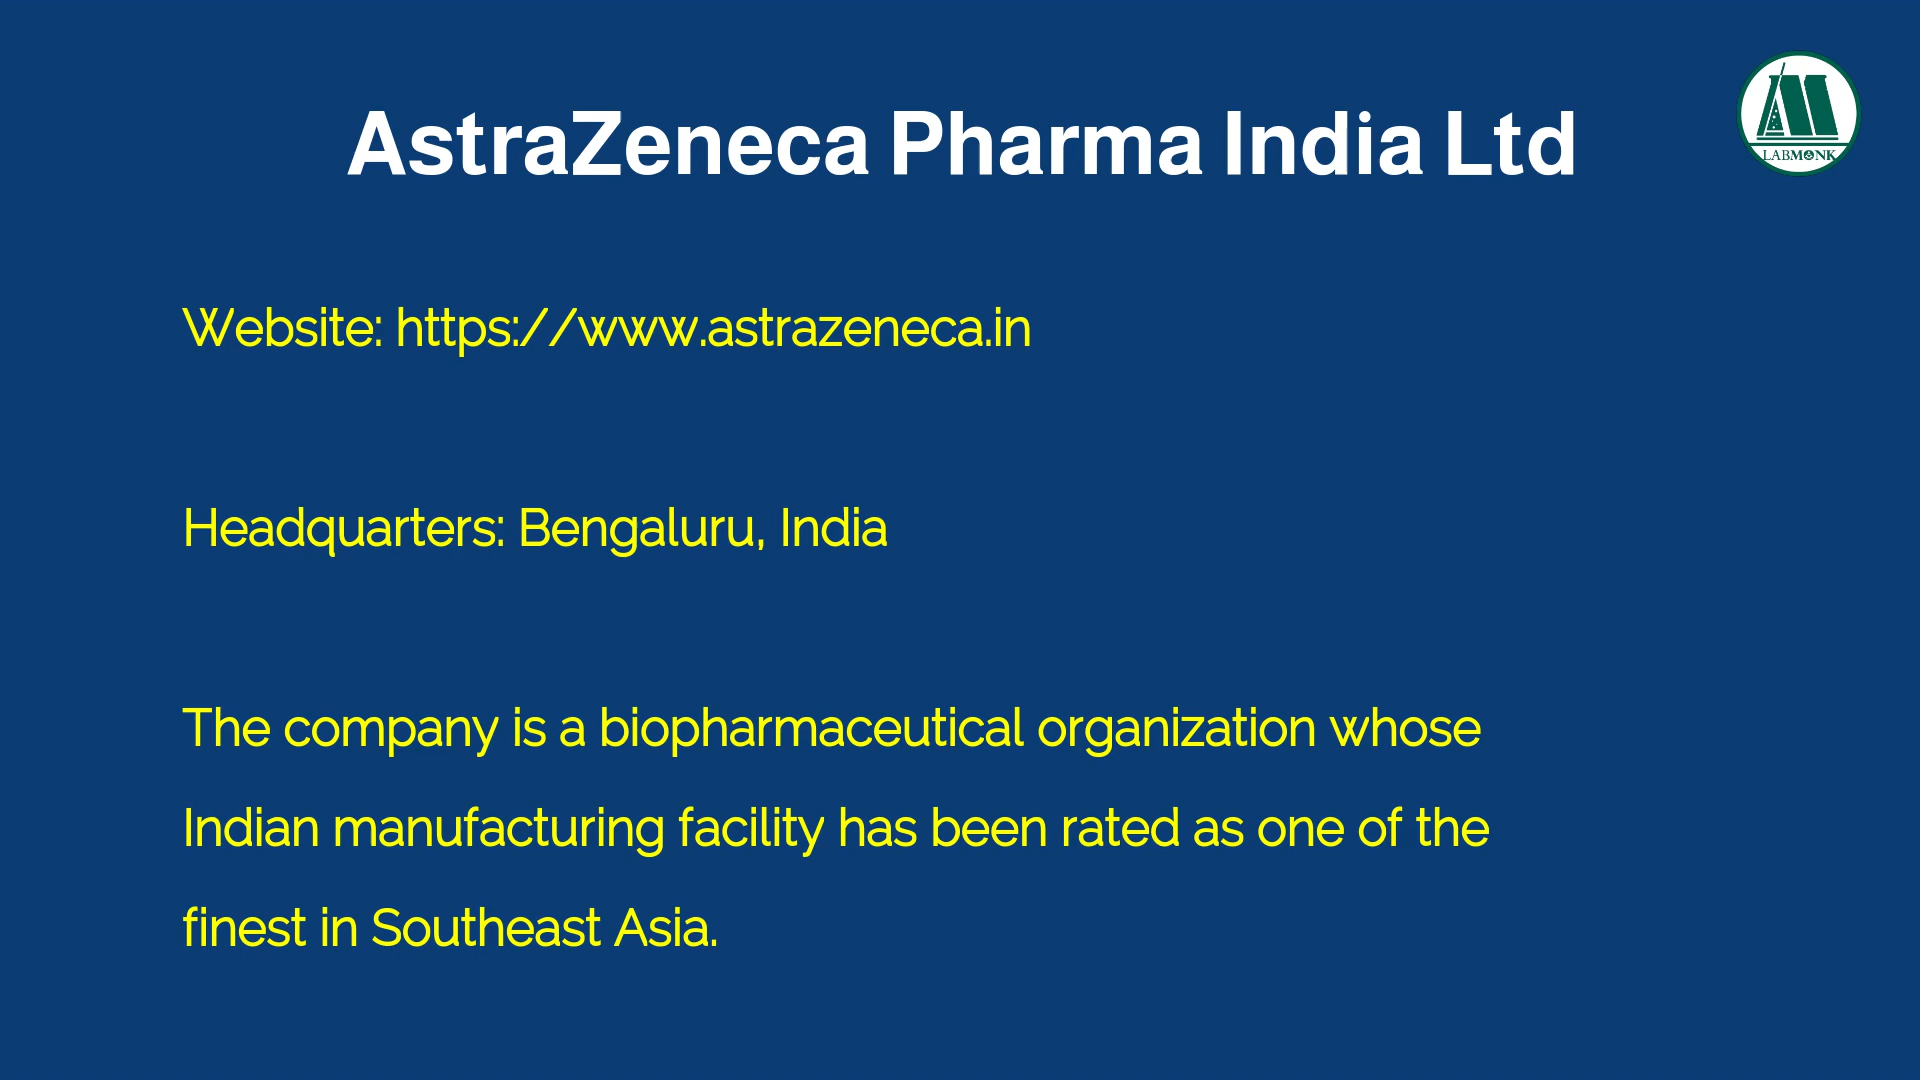 AstraZeneca Pharma India Ltd
LABMONK
Website: https://www.astrazeneca.in
Headquarters: Bengaluru, India
The company is a biopharmaceutical organization whose
Indian manufacturing facility has been rated as one of the
finest in Southeast Asia.